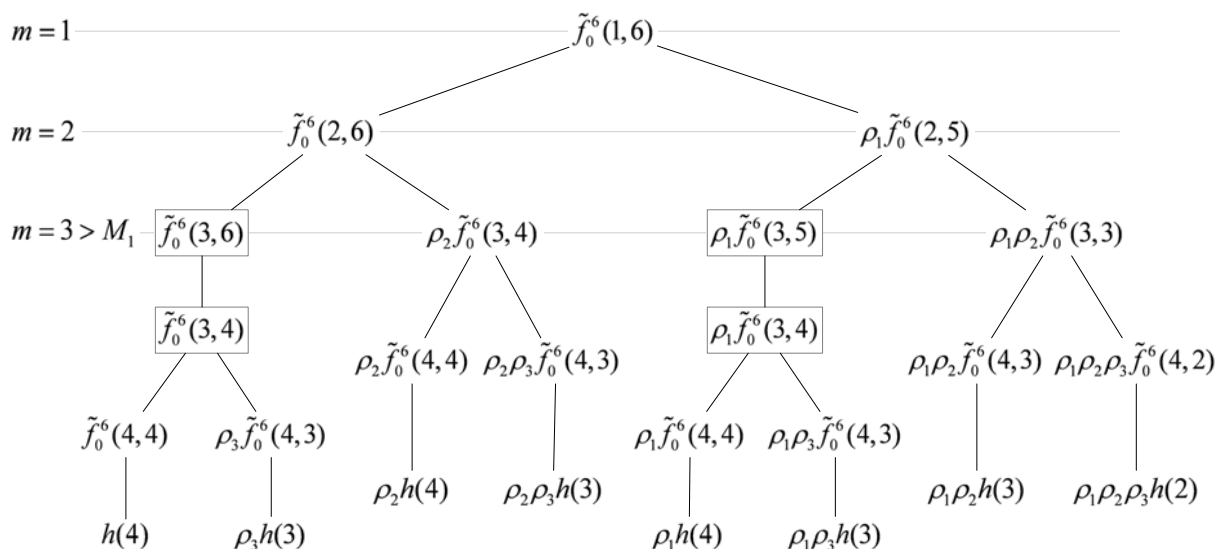 m = 1 f̃₀⁶(1,6)
m = 2 f̃₀⁶(2,6) ρ₁f̃₀⁶(2,5)
m = 3 > M₁ f̃₀⁶(3,6) ρ₂f̃₀⁶(3,4) ρ₁f̃₀⁶(3,5) ρ₁ρ₂f̃₀⁶(3,3)
f̃₀⁶(3,4) ρ₁f̃₀⁶(3,4)
ρ₂f̃₀⁶(4,4) ρ₂ρ₃f̃₀⁶(4,3) ρ₁ρ₂f̃₀⁶(4,3) ρ₁ρ₂ρ₃f̃₀⁶(4,2)
f̃₀⁶(4,4) ρ₃f̃₀⁶(4,3) ρ₁f̃₀⁶(4,4) ρ₁ρ₃f̃₀⁶(4,3)
ρ₂h(4) ρ₂ρ₃h(3) ρ₁ρ₂h(3) ρ₁ρ₂ρ₃h(2)
h(4) ρ₃h(3) ρ₁h(4) ρ₁ρ₃h(3)